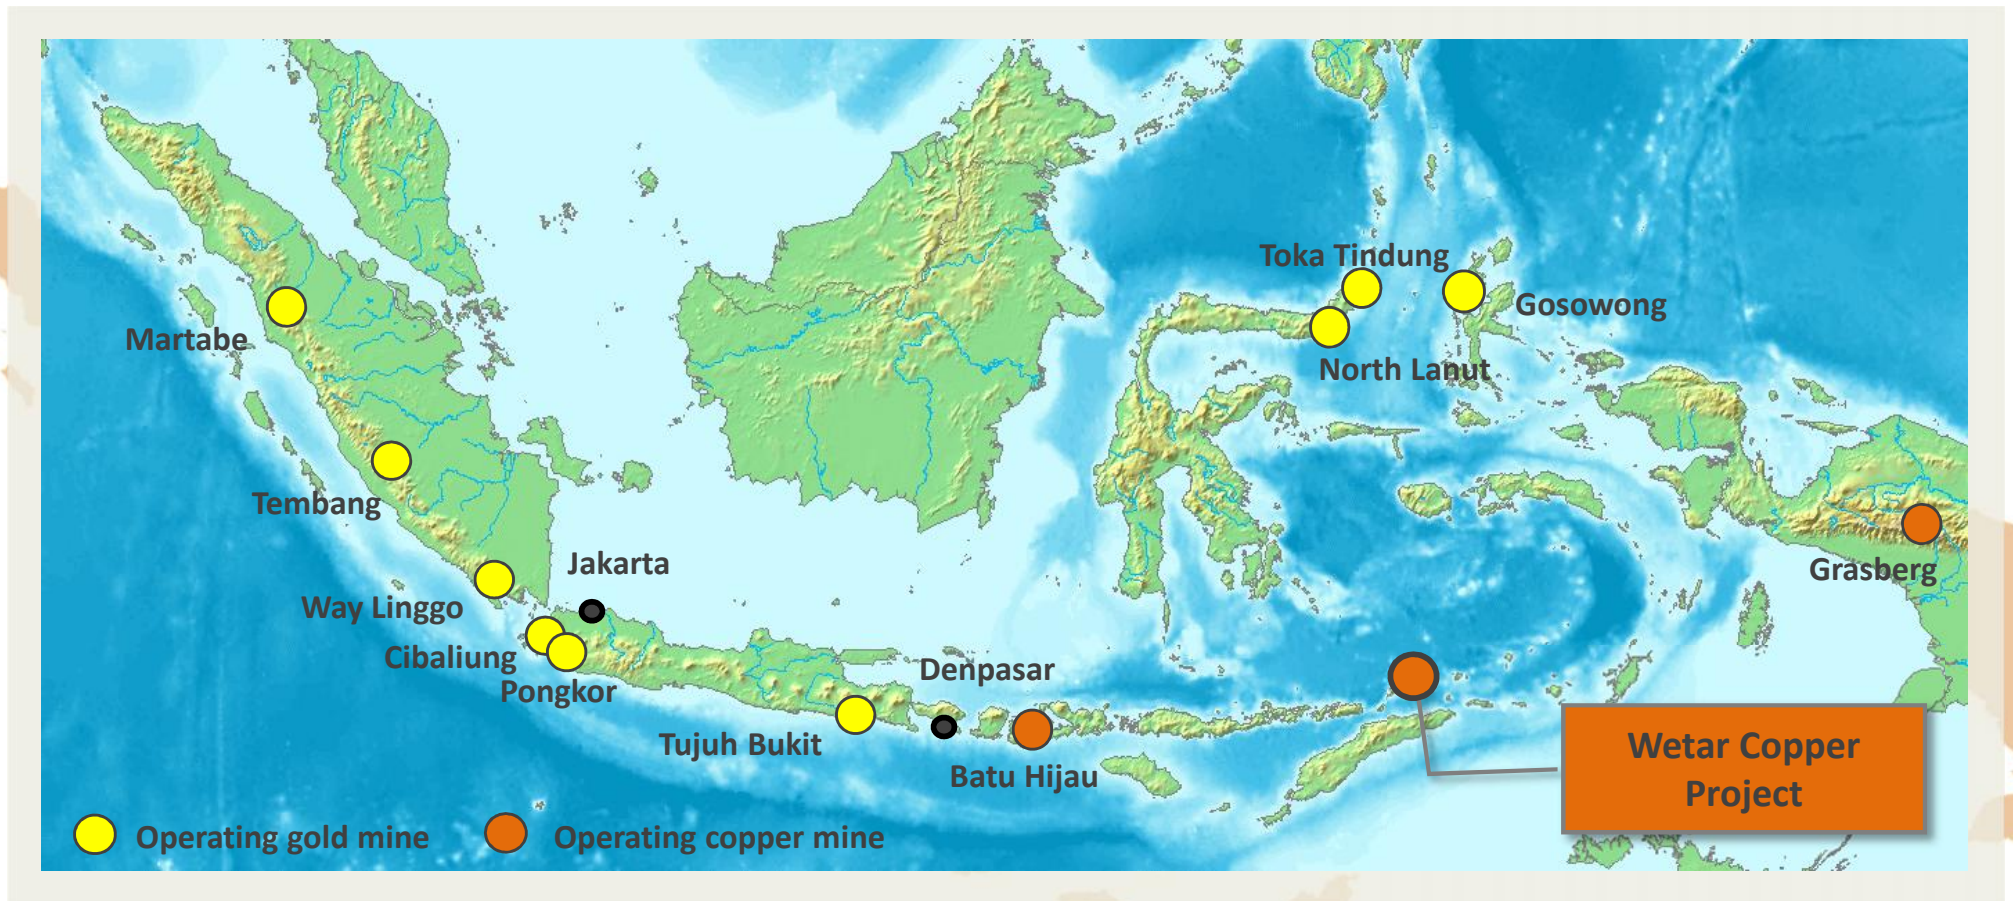 Toka Tindung
Gosowong
Martabe
North Lanut
Tembang
Jakarta
Grasberg
Way Linggo
Cibaliung
Denpasar
Pongkor
Tujuh Bukit
Wetar Copper
Project
Batu Hijau
Operating gold mine
Operating copper mine